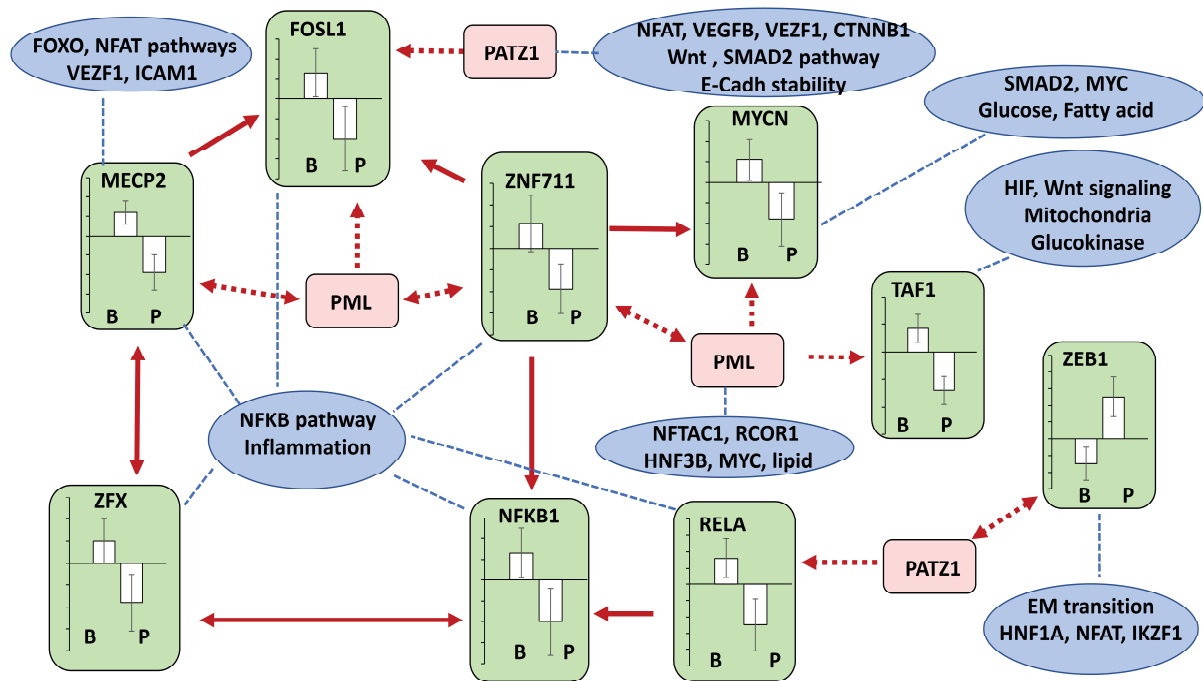 FOXO, NFAT pathways
VEZF1, ICAM1
FOSL1
B P
PATZ1
NFAT, VEGFB, VEZF1, CTNNB1
Wnt , SMAD2 pathway
E-Cadh stability
SMAD2, MYC
Glucose, Fatty acid
MECP2
B P
ZNF711
B P
MYCN
B P
HIF, Wnt signaling
Mitochondria
Glucokinase
PML
PML
TAF1
B P
ZEB1
B P
NFKB pathway
Inflammation
NFTAC1, RCOR1
HNF3B, MYC, lipid
ZFX
B P
NFKB1
B P
RELA
B P
PATZ1
EM transition
HNF1A, NFAT, IKZF1